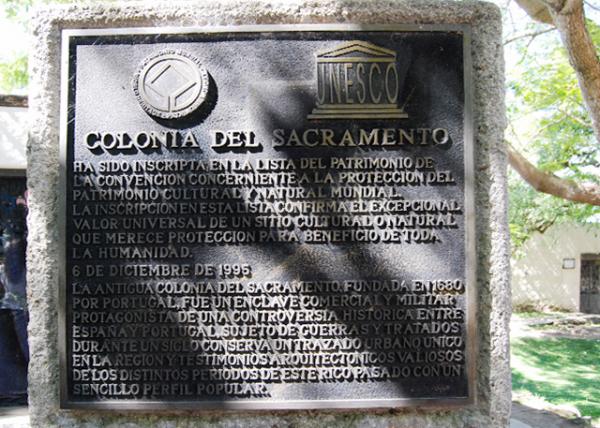 UNESCO
COLONIA DEL SACRAMENTO
HA SIDO INSCRIPTA EN LA LISTA DEL PATRIMONIO DE
LA CONVENCION CONCERNIENTE A LA PROTECCION DEL
PATRIMONIO CULTURAL Y NATURAL MUNDIAL.
LA INSCRIPCION EN ESTA LISTA CONFIRMA EL EXCEPCIONAL
VALOR UNIVERSAL DE UN SITIO CULTURAL O NATURAL
QUE MERECE PROTECCION PARA BENEFICIO DE TODA
LA HUMANIDAD.
6 DE DICIEMBRE DE 1995
LA ANTIGUA COLONIA DEL SACRAMENTO, FUNDADA EN 1680
POR PORTUGAL, FUE UN ENCLAVE COMERCIAL Y MILITAR
PROTAGONISTA DE UNA CONTROVERSIA HISTORICA ENTRE
ESPAÑA Y PORTUGAL. SUJETO DE GUERRAS Y TRATADOS
DURANTE UN SIGLO CONSERVA UN TRAZADO URBANO UNICO
EN LA REGION Y TESTIMONIOS ARQUITECTONICOS VALIOSOS
DE LOS DISTINTOS PERIODOS DE ESTE RICO PASADO CON UN
SENCILLO PERFIL POPULAR.